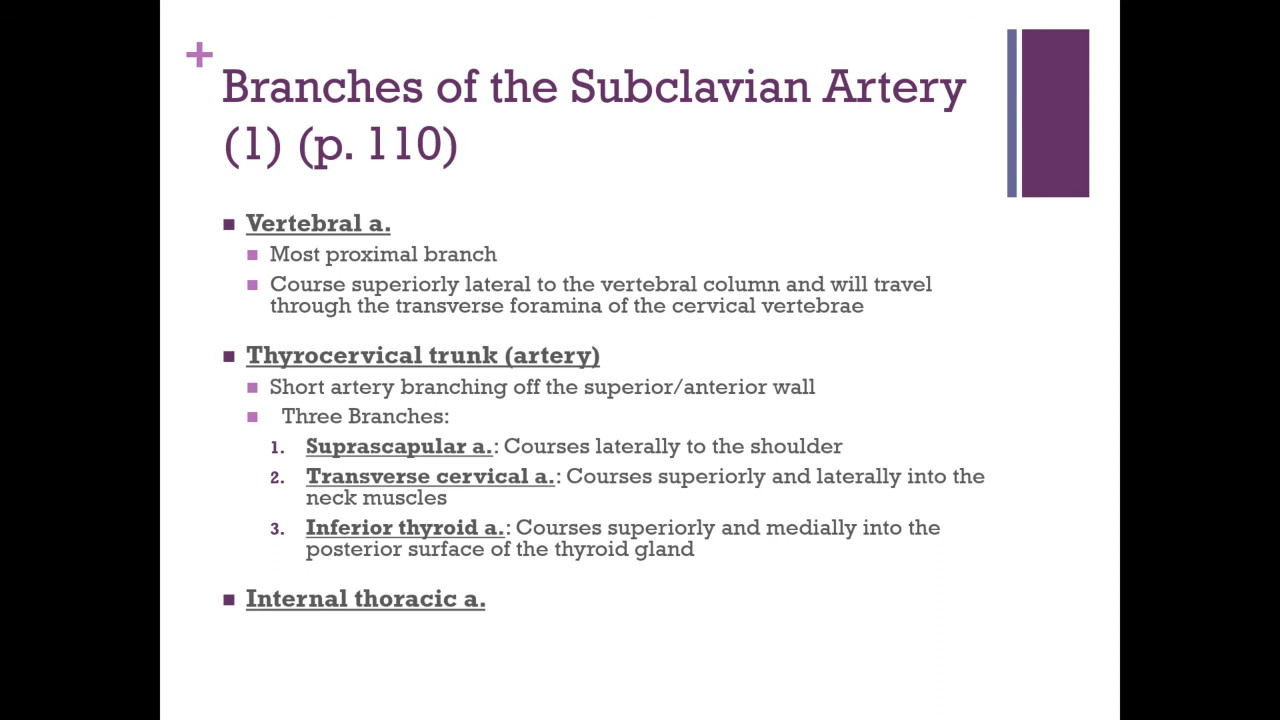 +
Branches of the Subclavian Artery
(1) (p. 110)
■ Vertebral a.
■ Most proximal branch
■ Course superiorly lateral to the vertebral column and will travel
through the transverse foramina of the cervical vertebrae
■ Thyrocervical trunk (artery)
■ Short artery branching off the superior/anterior wall
■ Three Branches:
1. Suprascapular a.: Courses laterally to the shoulder
2. Transverse cervical a.: Courses superiorly and laterally into the
neck muscles
3. Inferior thyroid a.: Courses superiorly and medially into the
posterior surface of the thyroid gland
■ Internal thoracic a.